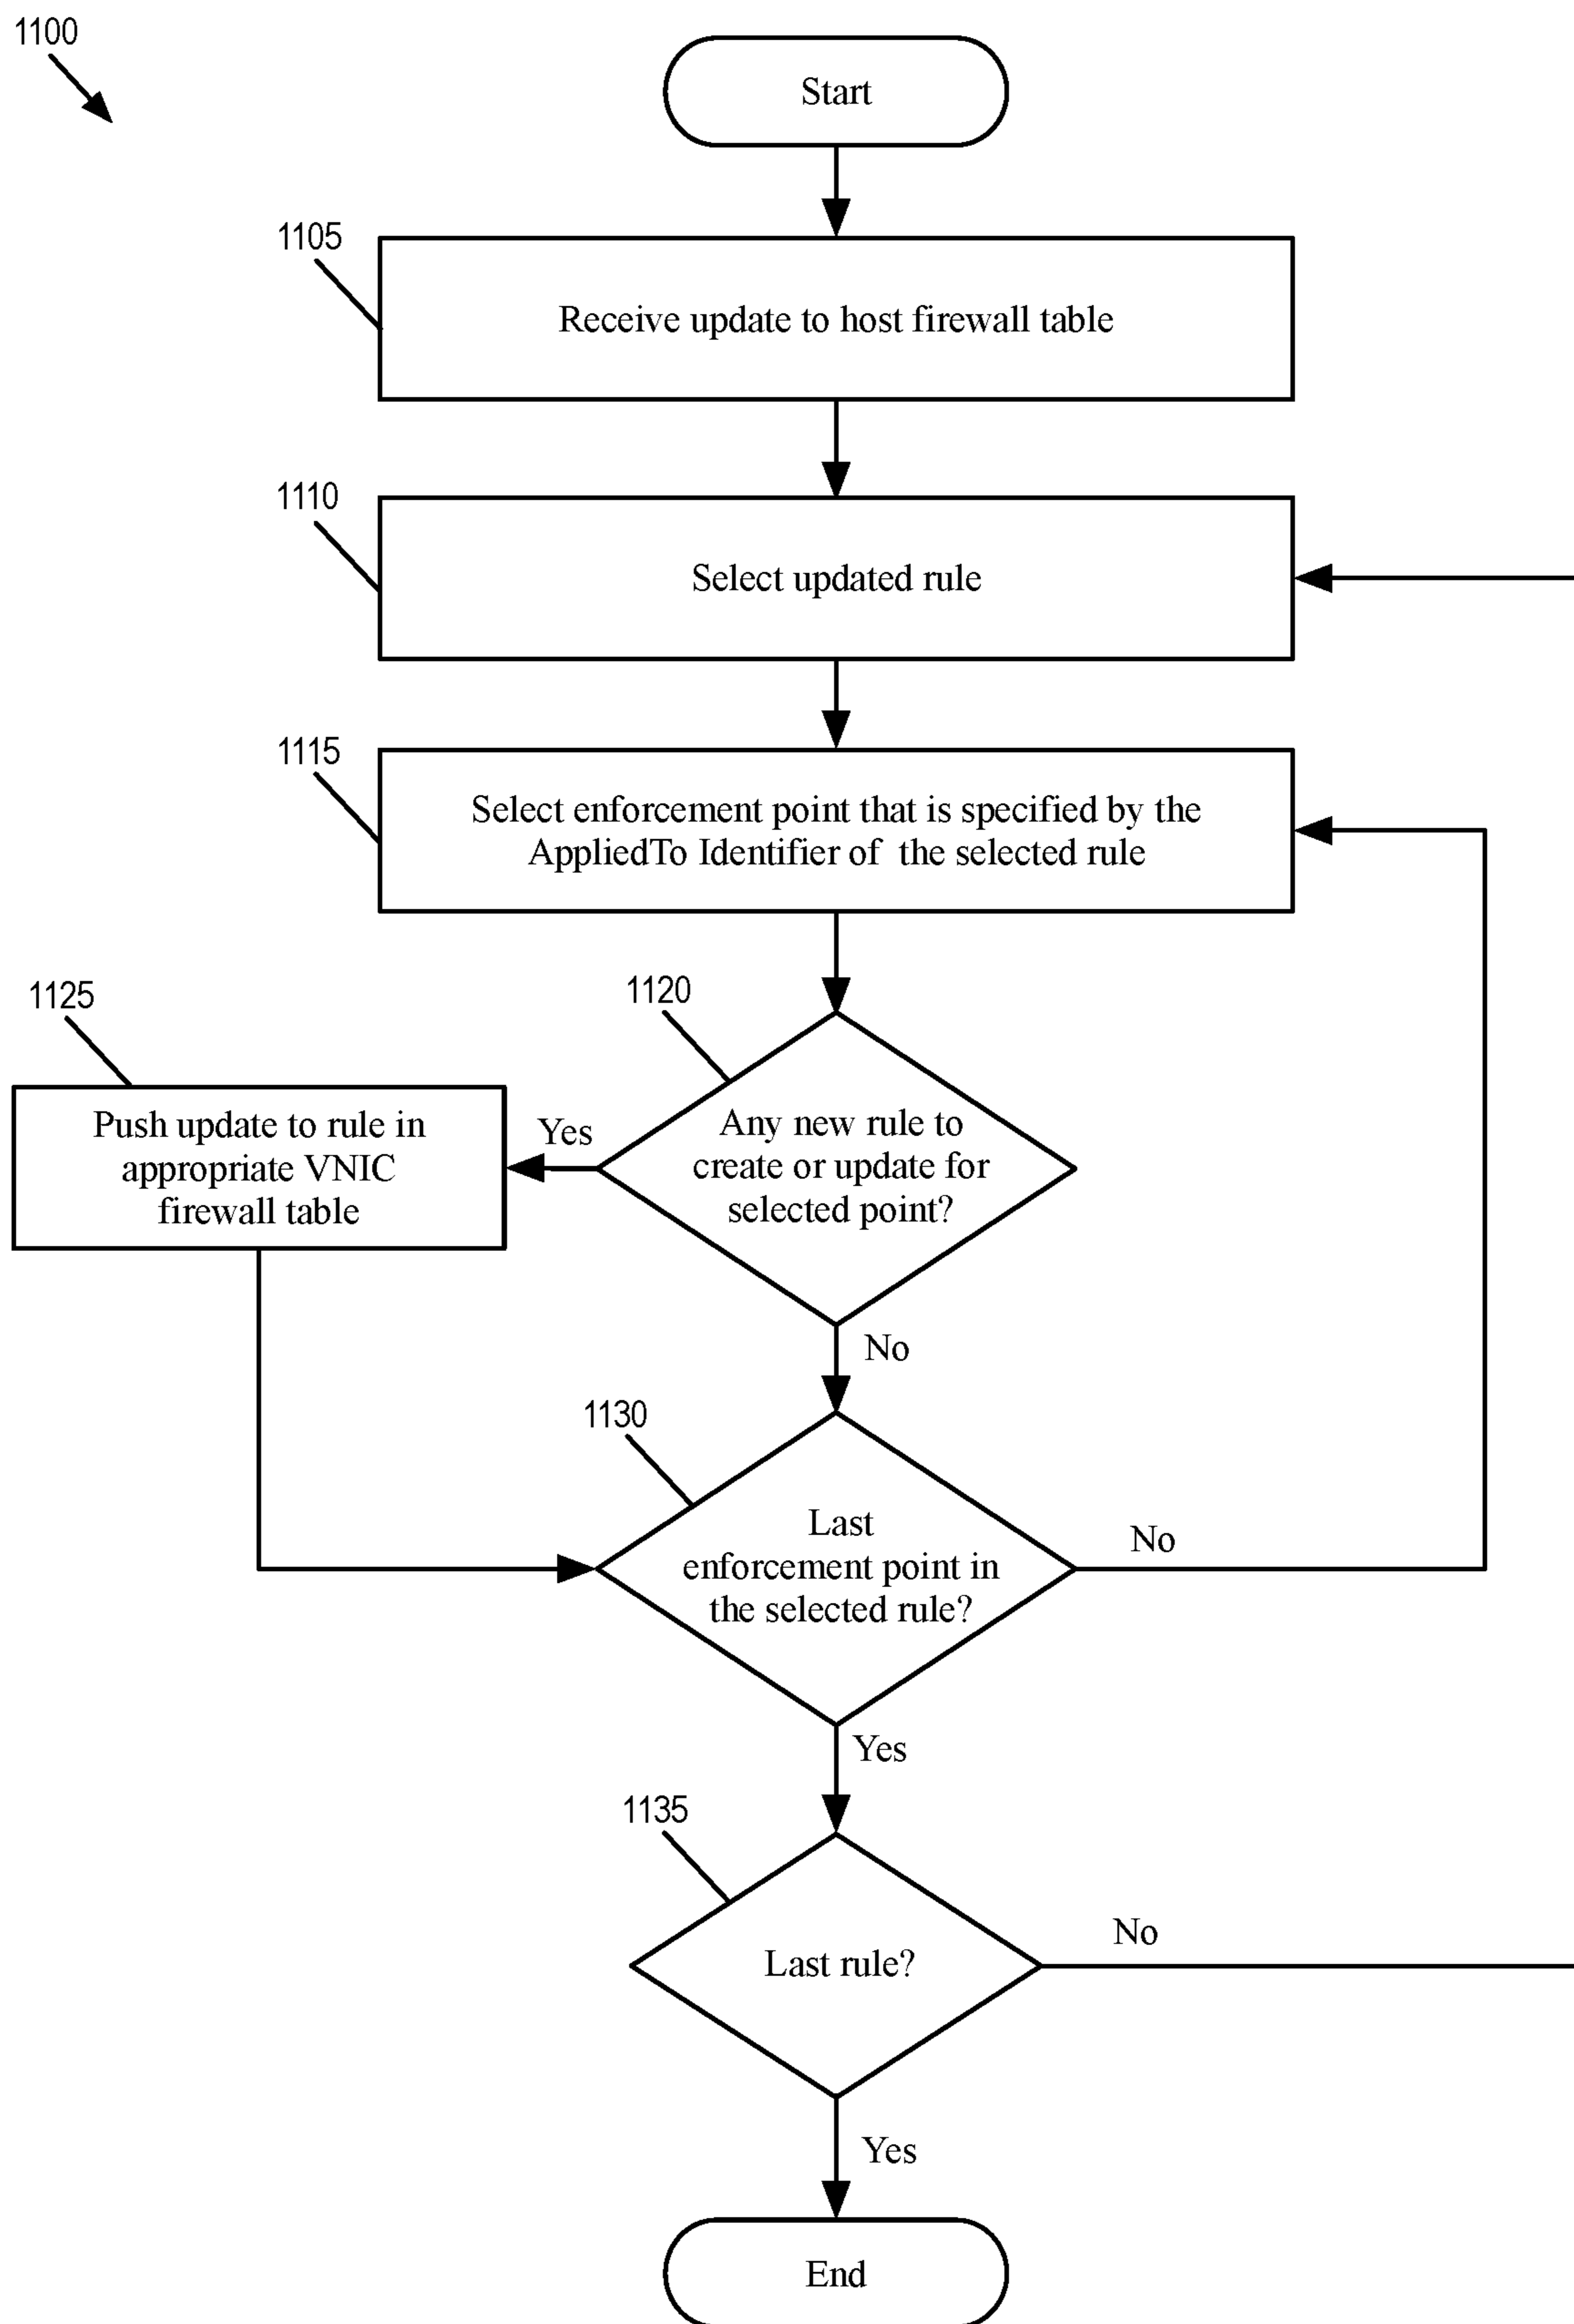 1100
Start
1105
Receive update to host firewall table
1110
Select updated rule
1115
Select enforcement point that is specified by the
AppliedTo Identifier of the selected rule
1120
Any new rule to
create or update for
selected point?
Yes
1125
Push update to rule in
appropriate VNIC
firewall table
No
1130
Last
enforcement point in
the selected rule?
No
Yes
1135
Last rule?
No
Yes
End